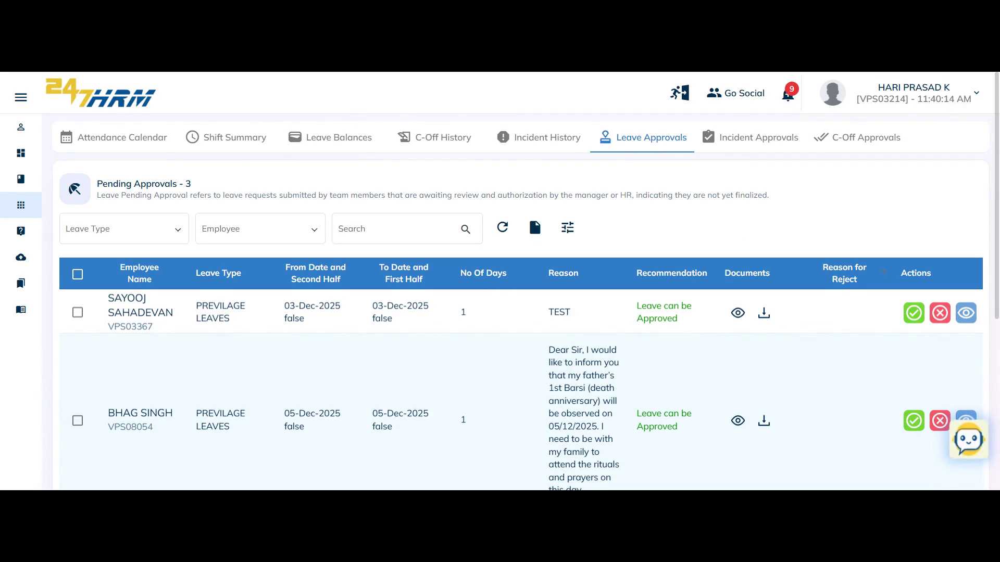 24
7HRM
Go Social
9
HARI PRASAD K
[VPS03214] - 11:40:14 AM
Attendance Calendar
Shift Summary
Leave Balances
C-Off History
Incident History
Leave Approvals
Incident Approvals
C-Off Approvals
Pending Approvals - 3
Leave Pending Approval refers to leave requests submitted by team members that are awaiting review and authorization by the manager or HR, indicating they are not yet finalized.
Leave Type
Employee
Search
Employee
Name
Leave Type
From Date and
Second Half
To Date and
First Half
No Of Days
Reason
Recommendation
Documents
Reason for
Reject
Actions
SAYOOJ
SAHADEVAN
VPS03367
PREVILAGE
LEAVES
03-Dec-2025
false
03-Dec-2025
false
1
TEST
Leave can be
Approved
BHAG SINGH
VPS08054
PREVILAGE
LEAVES
05-Dec-2025
false
05-Dec-2025
false
1
Dear Sir, I would
like to inform you
that my father’s
1st Barsi (death
anniversary) will
be observed on
05/12/2025. I
need to be with
my family to
attend the rituals
and prayers on
this day
Leave can be
Approved